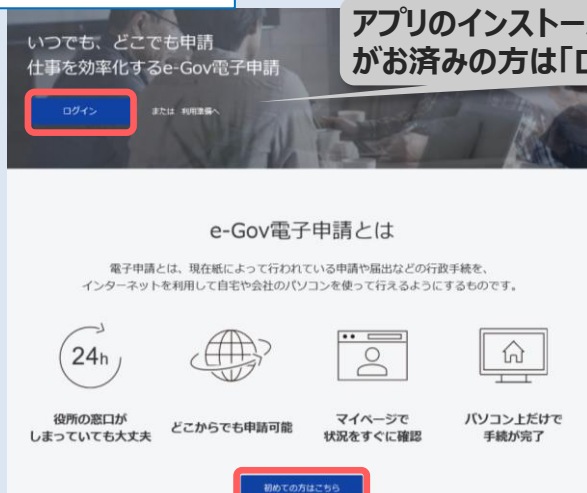 アプリのインストー
がお済みの方は「ロ
いつでも、どこでも申請
仕事を効率化するe-Gov電子申請
ログイン
または 利用準備へ
e-Gov電子申請とは
電子申請とは、現在紙によって行われている申請や届出などの行政手続を、
インターネットを利用して自宅や会社のパソコンを使って行えるようにするものです。
24h
役所の窓口が
しまっていても大丈夫
どこからでも申請可能
マイページで
状況をすぐに確認
パソコン上だけで
手続が完了
初めての方はこちら